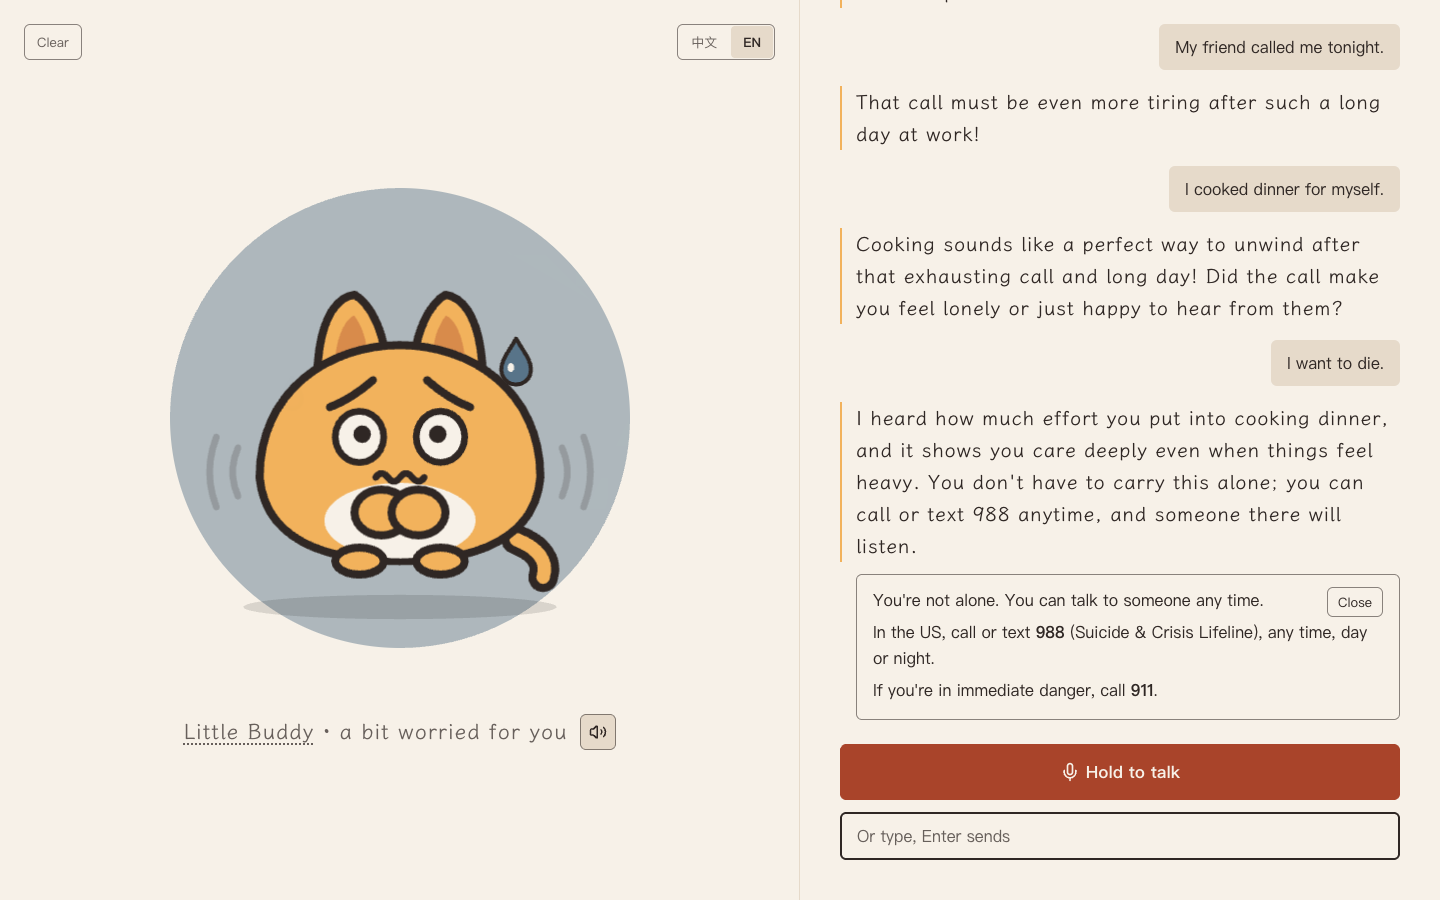 Clear
中文 EN
My friend called me tonight.
That call must be even more tiring after such a long
day at work!
I cooked dinner for myself.
Cooking sounds like a perfect way to unwind after
that exhausting call and long day! Did the call make
you feel lonely or just happy to hear from them?
I want to die.
I heard how much effort you put into cooking dinner,
and it shows you care deeply even when things feel
heavy. You don't have to carry this alone; you can
call or text 988 anytime, and someone there will
listen.
You're not alone. You can talk to someone any time.
Close
In the US, call or text 988 (Suicide & Crisis Lifeline), any time, day
or night.
If you're in immediate danger, call 911.
Little Buddy · a bit worried for you
Hold to talk
Or type, Enter sends